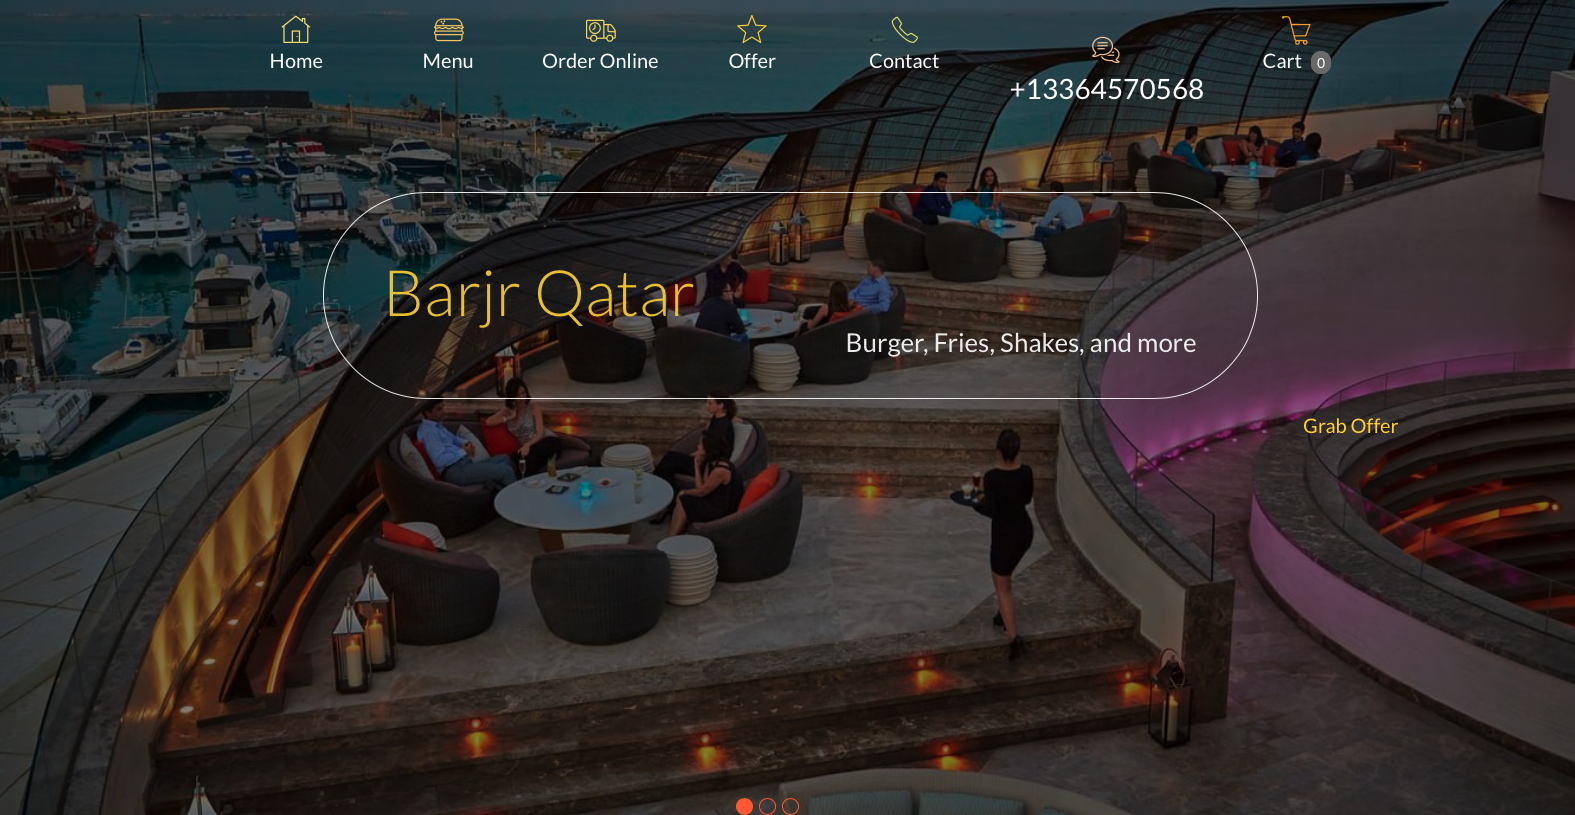 Home
Menu
Order Online
Offer
Contact
+13364570568
Cart 0
Barjr Qatar
Burger, Fries, Shakes, and more
Grab Offer